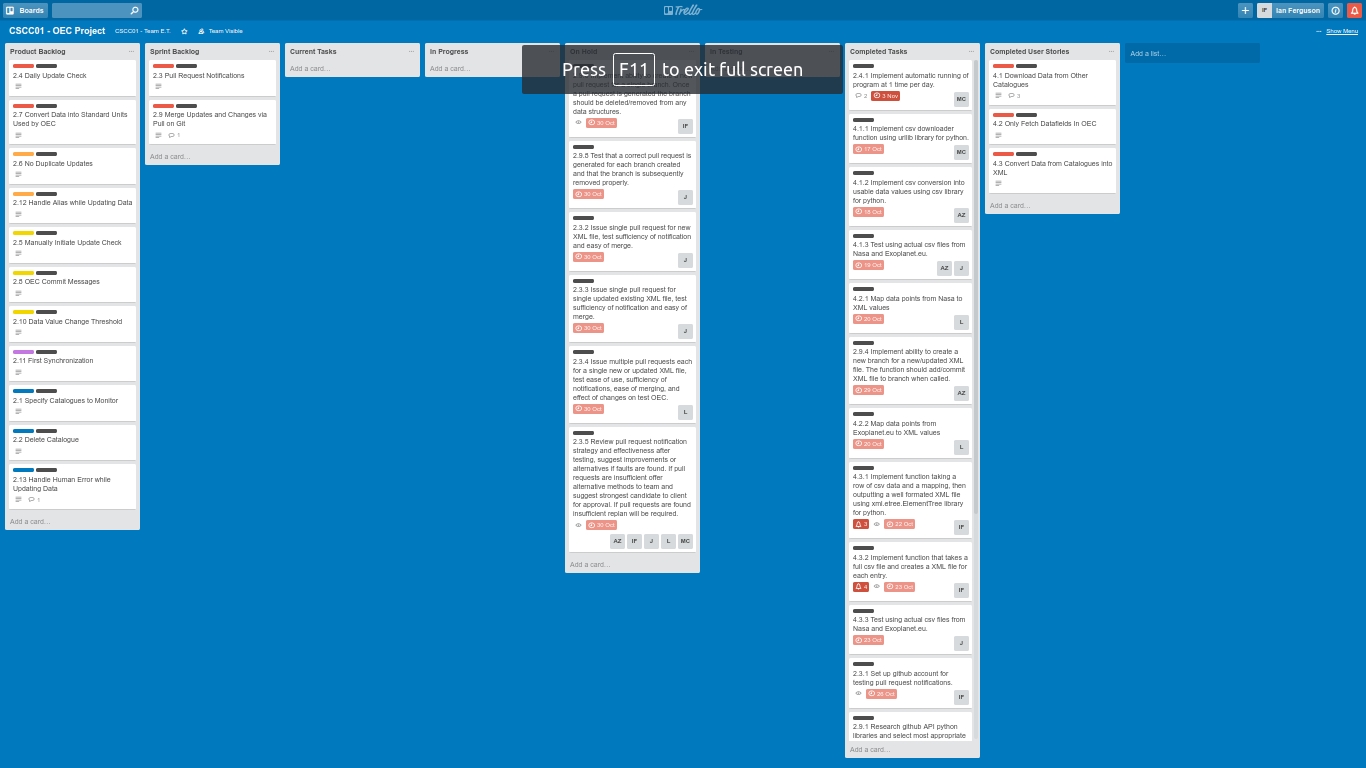 Boards
Trello
IF Ian Ferguson
CSCC01 - OEC Project
CSCC01 - Team E.T.
Team Visible
Show Menu
Product Backlog
2.4 Daily Update Check
2.7 Convert Data into Standard Units
Used by OEC
2.6 No Duplicate Updates
2.12 Handle Alias while Updating Data
2.5 Manually Initiate Update Check
2.8 OEC Commit Messages
2.10 Data Value Change Threshold
2.11 First Synchronization
2.1 Specify Catalogues to Monitor
2.2 Delete Catalogue
2.13 Handle Human Error while
Updating Data
1
Add a card...
Sprint Backlog
2.3 Pull Request Notifications
2.9 Merge Updates and Changes via
Pull on Git
1
Add a card...
Current Tasks
Add a card...
In Progress
Add a card...
Press F11 to exit full screen
On Hold
should be deleted/removed from any
data structures.
30 Oct
IF
2.9.6 Test that a correct pull request is
generated for each branch created
and that the branch is subsequently
removed properly.
30 Oct
J
2.3.2 Issue single pull request for new
XML file, test sufficiency of notification
and easy of merge.
30 Oct
J
2.3.3 Issue single pull request for
single updated existing XML file, test
sufficiency of notification and easy of
merge.
30 Oct
J
2.3.4 Issue multiple pull requests each
for a single new or updated XML file,
test ease of use, sufficiency of
notifications, ease of merging, and
effect of changes on test OEC.
30 Oct
L
2.3.5 Review pull request notification
strategy and effectiveness after
testing, suggest improvements or
alternatives if faults are found. If pull
requests are insufficient offer
alternative methods to team and
suggest strongest candidate to client
for approval. If pull requests are found
insufficient replan will be required.
30 Oct
AZ IF J L MC
Add a card...
In Testing
Completed Tasks
2.4.1 Implement automatic running of
program at 1 time per day.
2 3 Nov
MC
4.1.1 Implement csv downloader
function using urllib library for python.
17 Oct
MC
4.1.2 Implement csv conversion into
usable data values using csv library
for python.
18 Oct
AZ
4.1.3 Test using actual csv files from
Nasa and Exoplanet.eu.
19 Oct
AZ J
4.2.1 Map data points from Nasa to
XML values
20 Oct
L
2.9.4 Implement ability to create a
new branch for a new/updated XML
file. The function should add/commit
XML file to branch when called.
29 Oct
AZ
4.2.2 Map data points from
Exoplanet.eu to XML values
20 Oct
L
4.3.1 Implement function taking a
row of csv data and a mapping, then
outputting a well formated XML file
using xml.etree.ElementTree library
for python.
3 22 Oct
IF
4.3.2 Implement function that takes a
full csv file and creates a XML file for
each entry.
4 23 Oct
IF
4.3.3 Test using actual csv files from
Nasa and Exoplanet.eu.
23 Oct
J
2.3.1 Set up github account for
testing pull request notifications.
26 Oct
IF
2.9.1 Research github API python
libraries and select most appropriate
Add a card...
Completed User Stories
4.1 Download Data from Other
Catalogues
3
4.2 Only Fetch Datafields in OEC
4.3 Convert Data from Catalogues into
XML
Add a card...
Add a list...